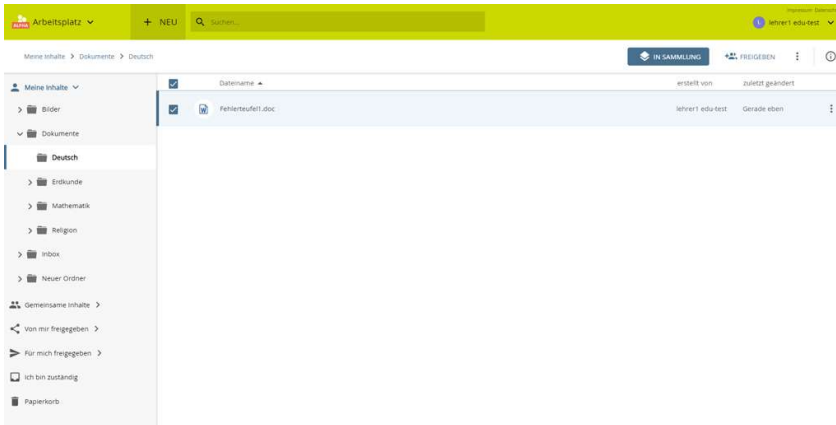 Impressum Datensch
ALPHA Arbeitsplatz + NEU Suchen... L lehrer1 edu-test
Meine Inhalte > Dokumente > Deutsch IN SAMMLUNG FREIGEBEN
Meine Inhalte
Bilder
Dokumente
Deutsch
Erdkunde
Mathematik
Religion
Inbox
Neuer Ordner
Gemeinsame Inhalte
Von mir freigegeben
Für mich freigegeben
Ich bin zuständig
Papierkorb
Dateiname erstellt von zuletzt geändert
W Fehlerteufel1.doc lehrer1 edu-test Gerade eben